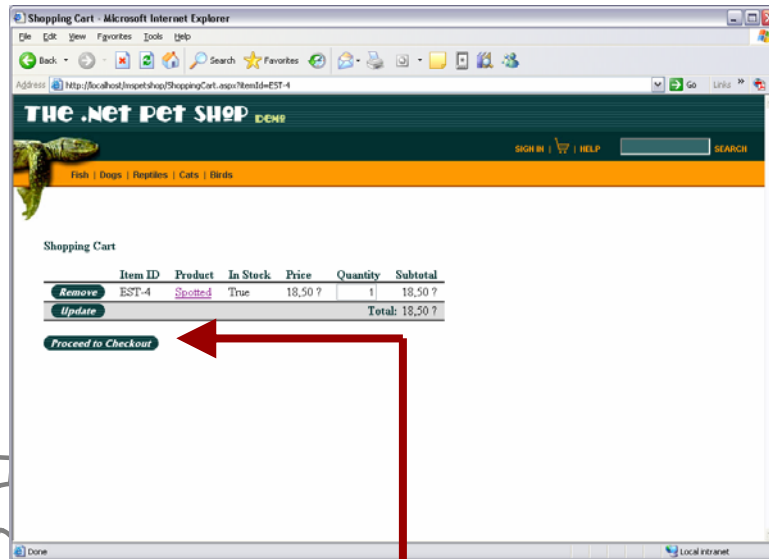 Shopping Cart - Microsoft Internet Explorer
File Edit View Favorites Tools Help
Back Search Favorites
Address http://localhost/mspetshop/ShoppingCart.aspx?itemId=EST-4 Go Links »
THE .NET PET SHOP DEMO
SIGN IN | | HELP SEARCH
Fish | Dogs | Reptiles | Cats | Birds
Shopping Cart
Item ID Product In Stock Price Quantity Subtotal
Remove EST-4 Spotted True 18,50 ? 1 18,50 ?
Update Total: 18,50 ?
Proceed to Checkout
Done Local intranet